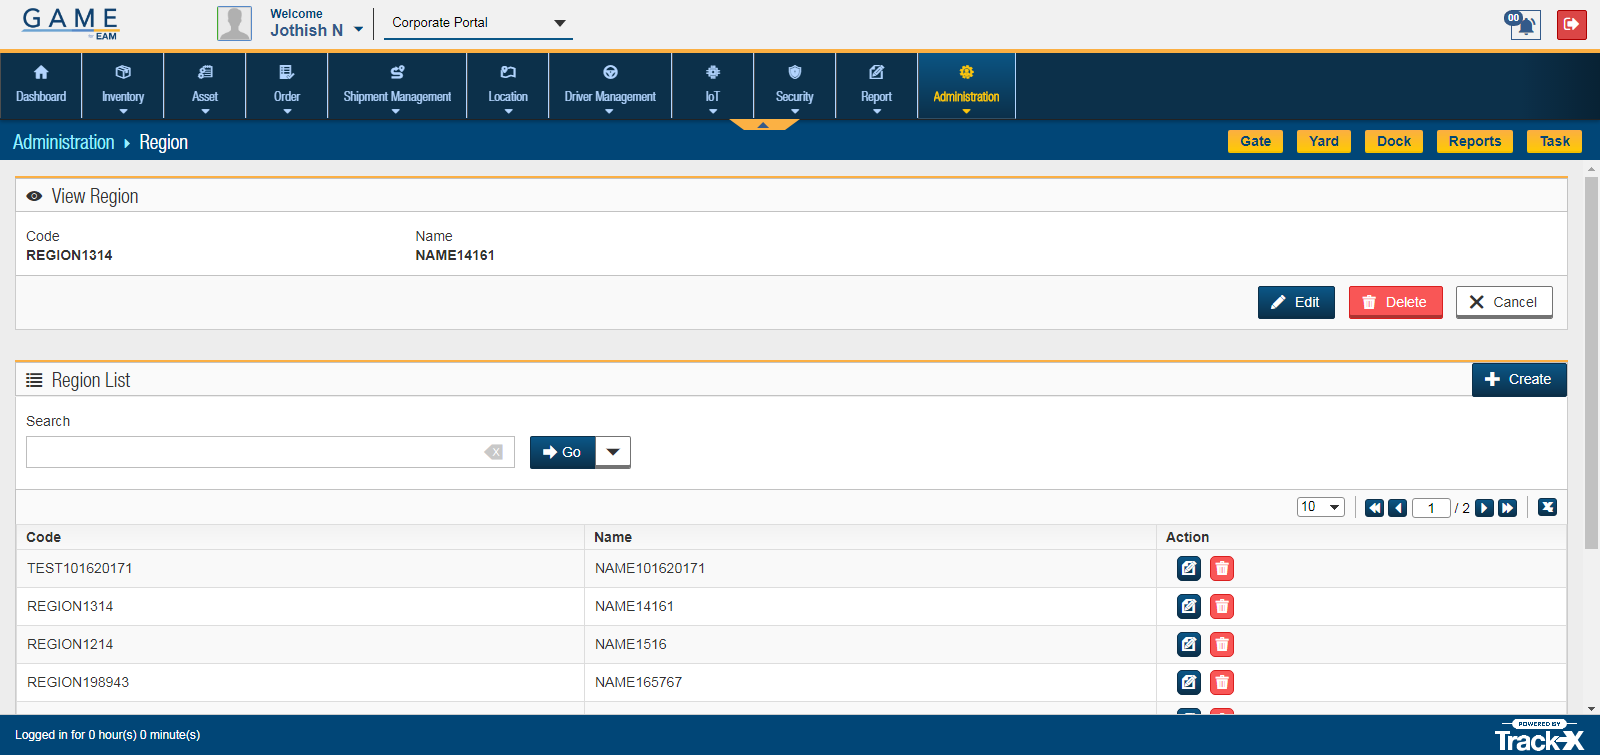 GAME
by EAM
Welcome
Jothish N
Corporate Portal
00
Dashboard
Inventory
Asset
Order
Shipment Management
Location
Driver Management
IoT
Security
Report
Administration
Administration Region
Gate
Yard
Dock
Reports
Task
View Region
Code
REGION1314
Name
NAME14161
Edit
Delete
Cancel
Region List
Create
Search
Go
10
1 / 2
Code Name Action
TEST101620171 NAME101620171
REGION1314 NAME14161
REGION1214 NAME1516
REGION198943 NAME165767
Logged in for 0 hour(s) 0 minute(s)
POWERED BY
Track-X